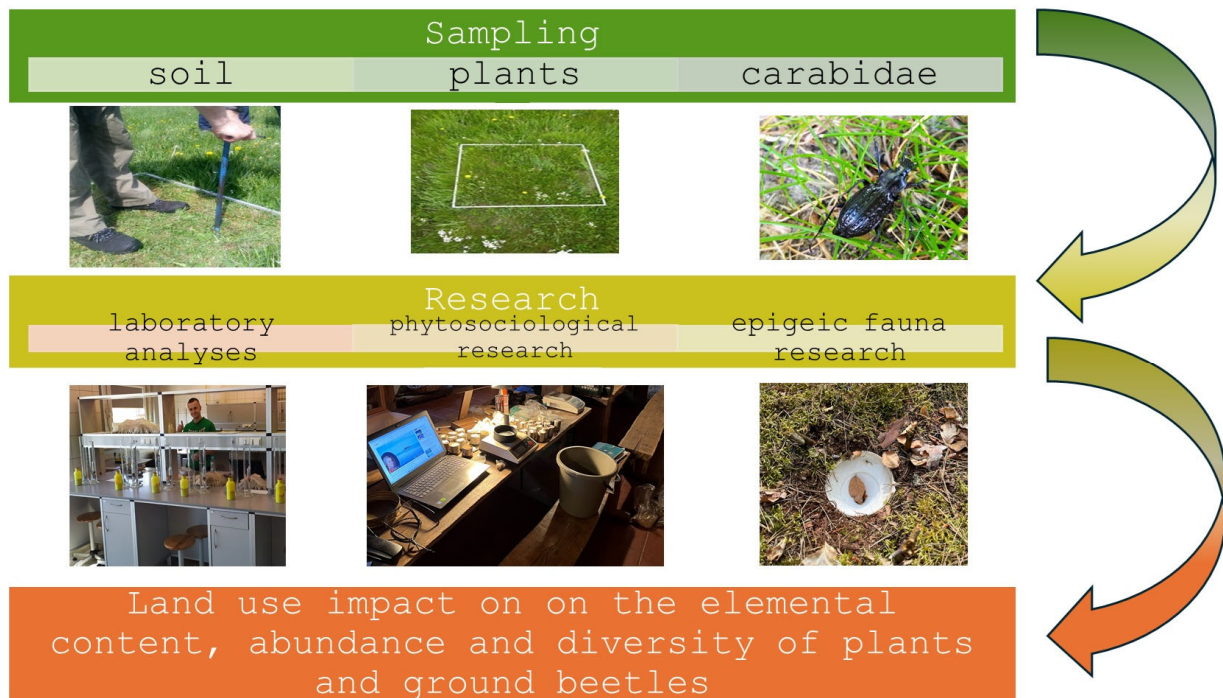 Sampling
soil plants carabidae
Research
laboratory phytosociological epigeic fauna
analyses research research
Land use impact on on the elemental
content, abundance and diversity of plants
and ground beetles